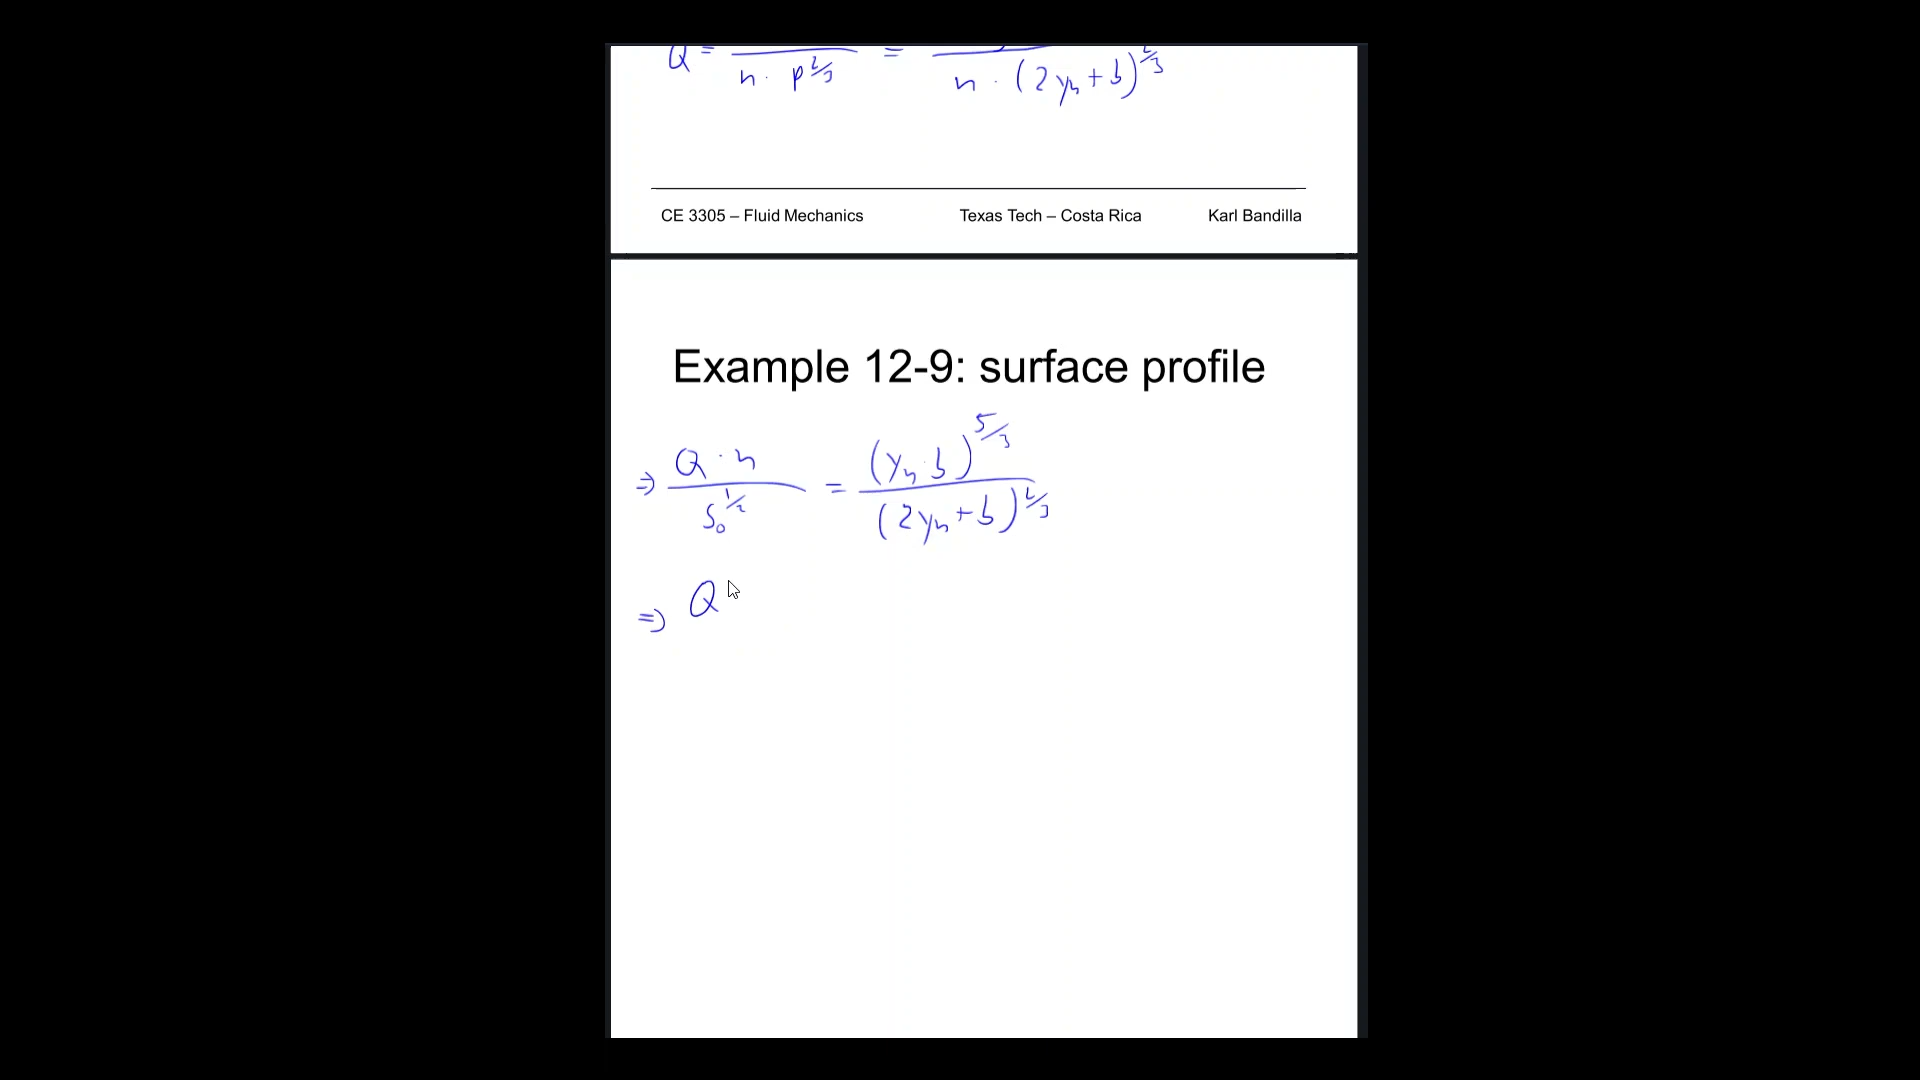 Q = / n · P^2/3 = / n · (2yn + b)^2/3
CE 3305 – Fluid Mechanics Texas Tech – Costa Rica Karl Bandilla
Example 12-9: surface profile
⇒ Q · n / S₀^1/2 = (yn · b)^5/3 / (2yn + b)^2/3
⇒ Q